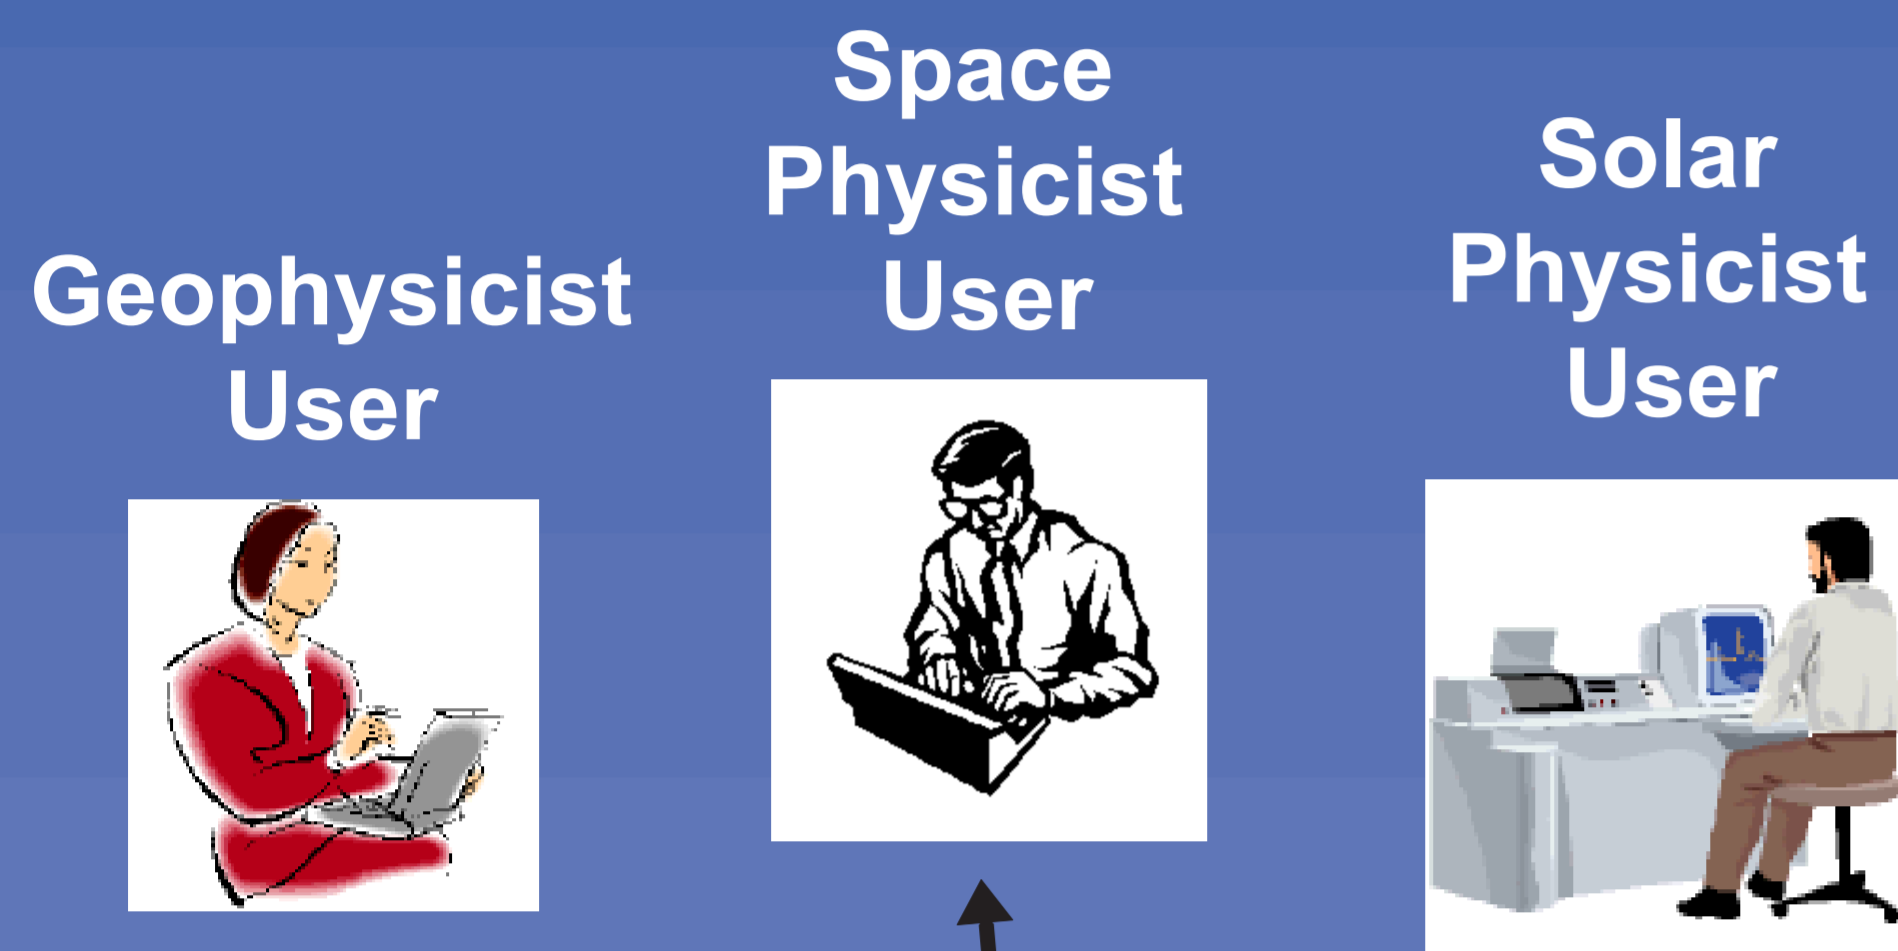 Geophysicist
User
Space
Physicist
User
Solar
Physicist
User